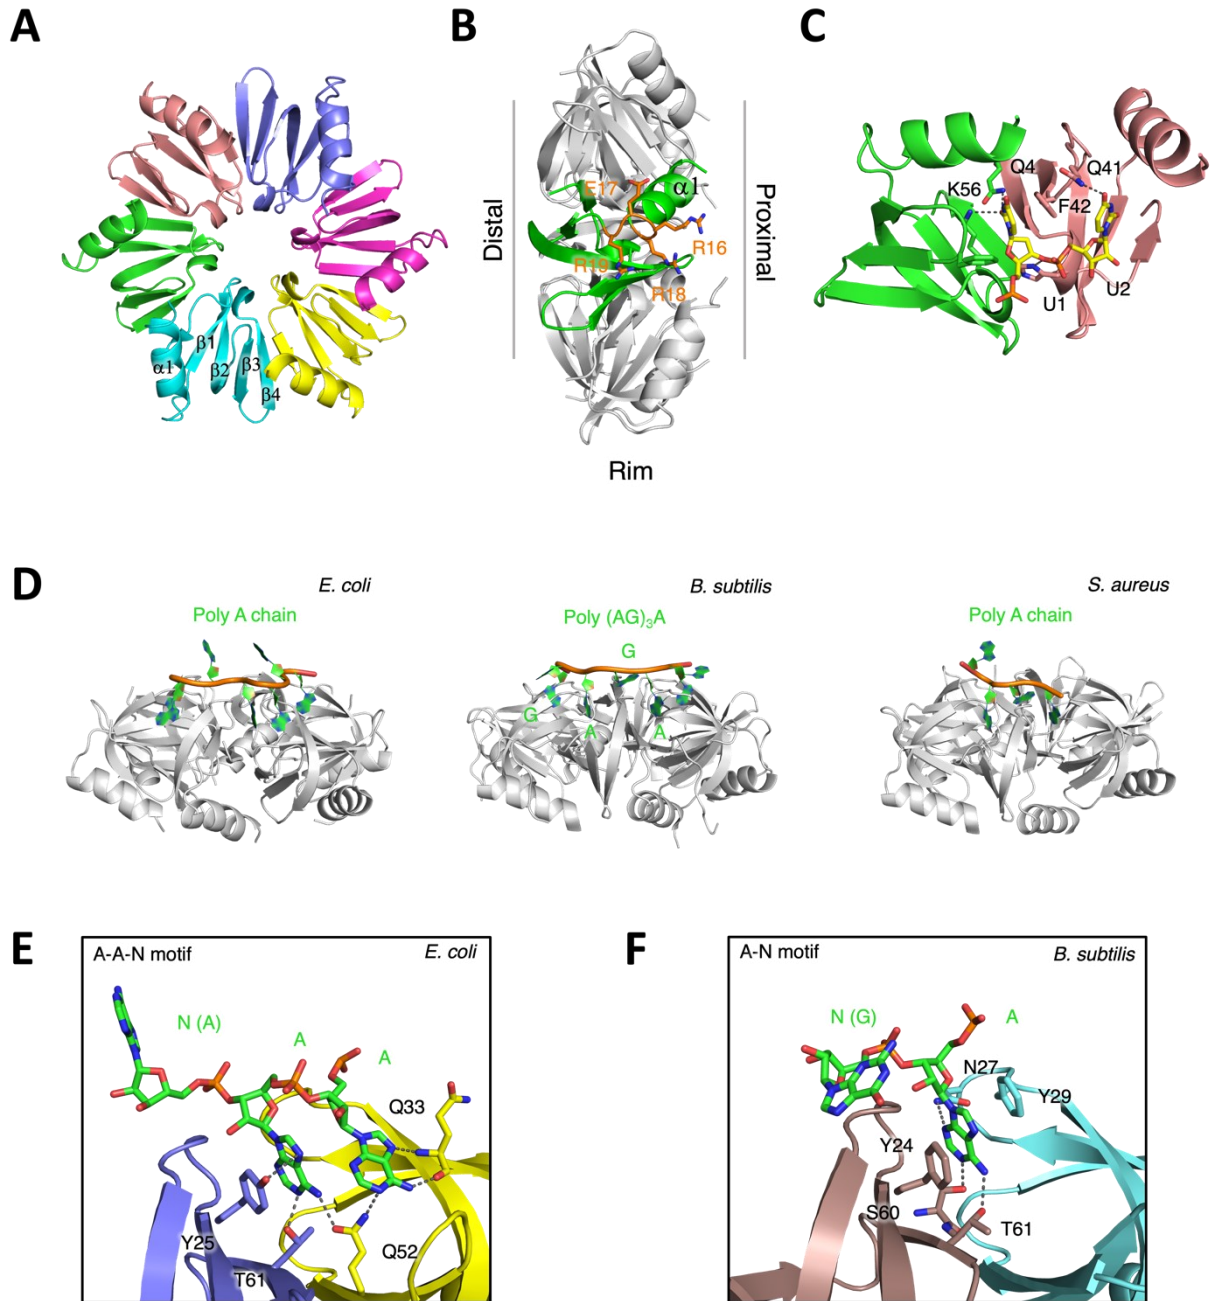 A
α1
β1
β2
β3
β4
B
Distal
Proximal
E17
α1
R16
R19
R18
Rim
C
Q4
Q41
K56
F42
U1
U2
D
E. coli
Poly A chain
B. subtilis
Poly (AG)₃A
G
G
A
A
S. aureus
Poly A chain
E
A-A-N motif
E. coli
N (A)
A
A
Q33
Y25
Q52
T61
F
A-N motif
B. subtilis
N (G)
A
N27
Y29
Y24
S60
T61